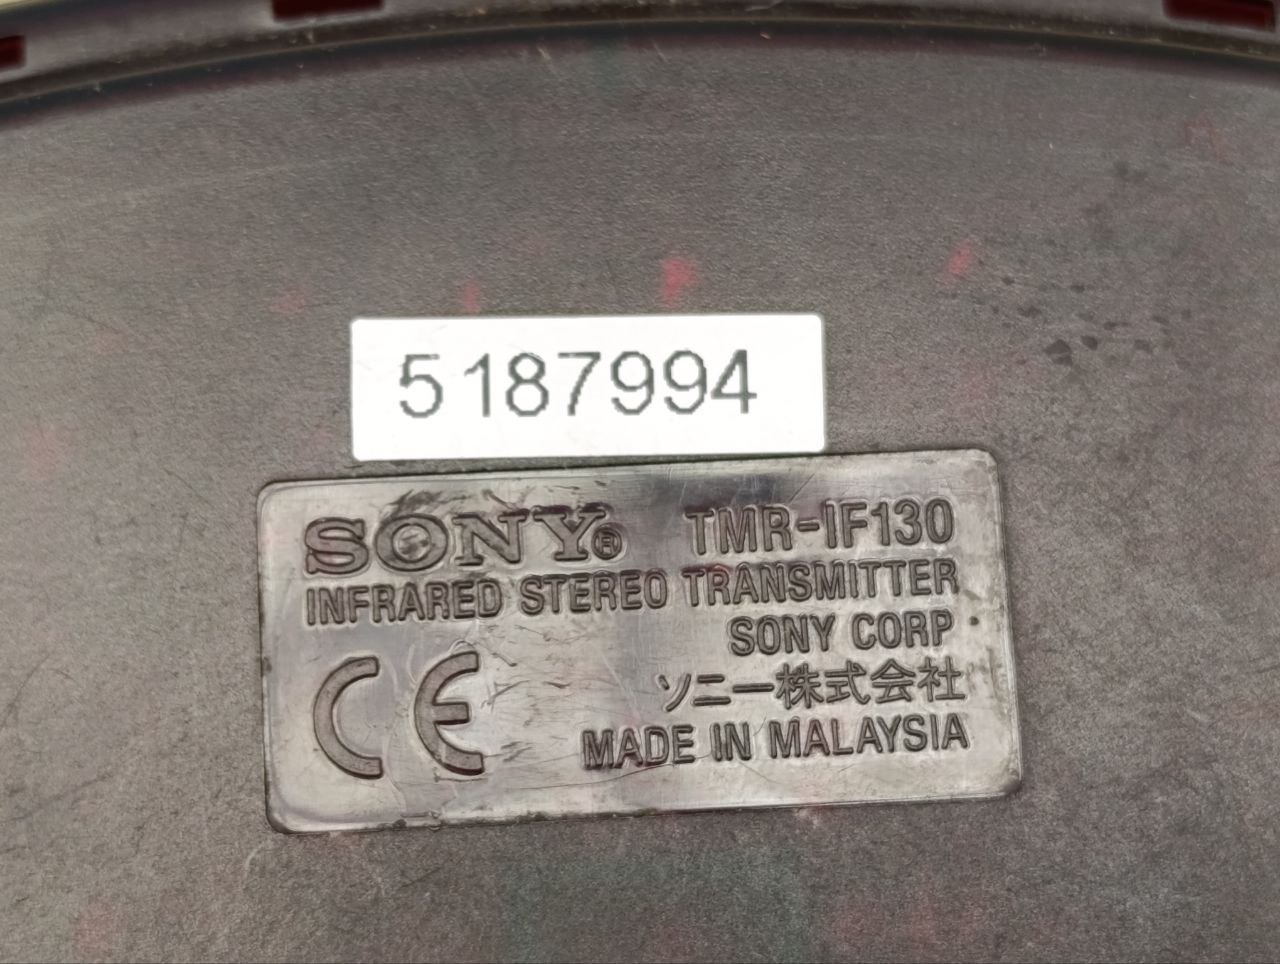 5187994
SONY® TMR-IF130
INFRARED STEREO TRANSMITTER
SONY CORP
ソニー株式会社
CE
MADE IN MALAYSIA